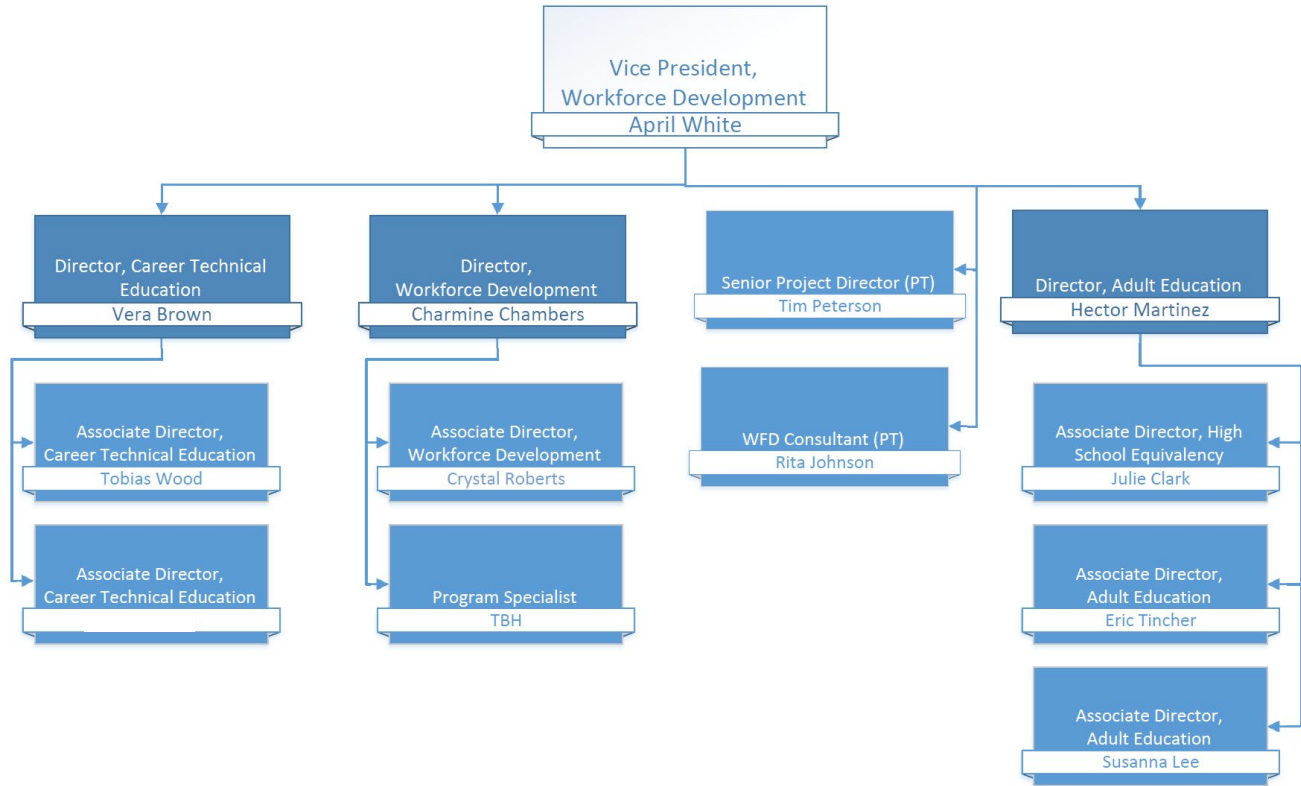 Vice President,
Workforce Development
April White
Director, Career Technical
Education
Vera Brown
Director,
Workforce Development
Charmine Chambers
Senior Project Director (PT)
Tim Peterson
Director, Adult Education
Hector Martinez
Associate Director,
Career Technical Education
Tobias Wood
Associate Director,
Workforce Development
Crystal Roberts
WFD Consultant (PT)
Rita Johnson
Associate Director, High
School Equivalency
Julie Clark
Associate Director,
Career Technical Education
Program Specialist
TBH
Associate Director,
Adult Education
Eric Tincher
Associate Director,
Adult Education
Susanna Lee